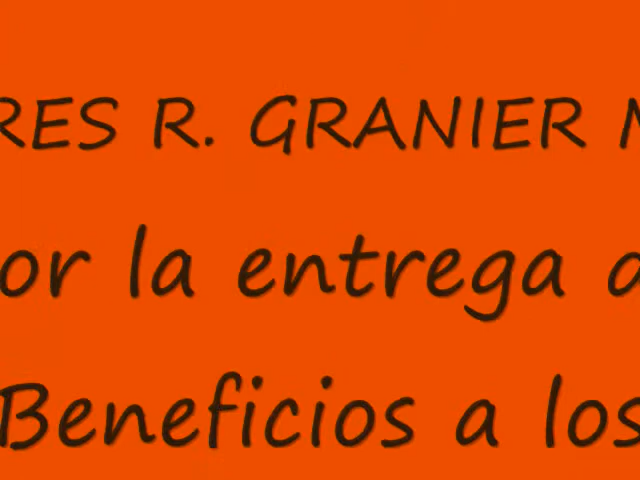 RES R. GRANIER
or la entrega
Beneficios a los